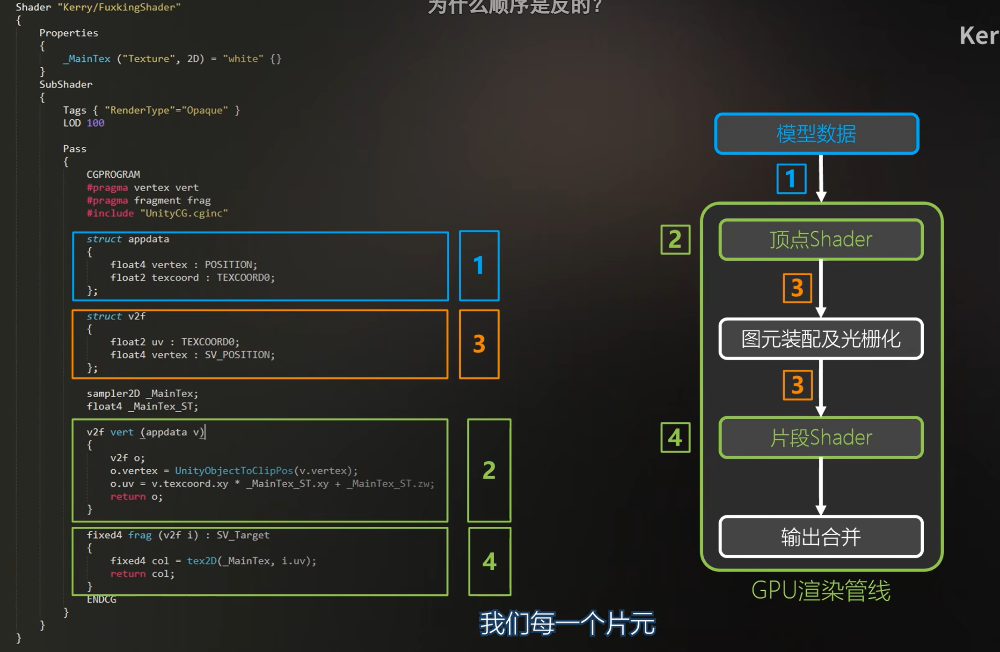 为什么顺序是反的?
Shader "Kerry/FuxkingShader"
{
Ker
Properties
{
_MainTex ("Texture", 2D) = "white" {}
}
SubShader
{
Tags { "RenderType"="Opaque" }
LOD 100
Pass
{
CGPROGRAM
#pragma vertex vert
#pragma fragment frag
#include "UnityCG.cginc"
struct appdata
{
float4 vertex : POSITION;
float2 texcoord : TEXCOORD0;
};
1
struct v2f
{
float2 uv : TEXCOORD0;
float4 vertex : SV_POSITION;
};
3
sampler2D _MainTex;
float4 _MainTex_ST;
v2f vert (appdata v)
{
v2f o;
o.vertex = UnityObjectToClipPos(v.vertex);
o.uv = v.texcoord.xy * _MainTex_ST.xy + _MainTex_ST.zw;
return o;
}
2
fixed4 frag (v2f i) : SV_Target
{
fixed4 col = tex2D(_MainTex, i.uv);
return col;
}
4
ENDCG
}
}
}
模型数据
1
2
顶点Shader
3
图元装配及光栅化
3
4
片段Shader
输出合并
GPU渲染管线
我们每一个片元